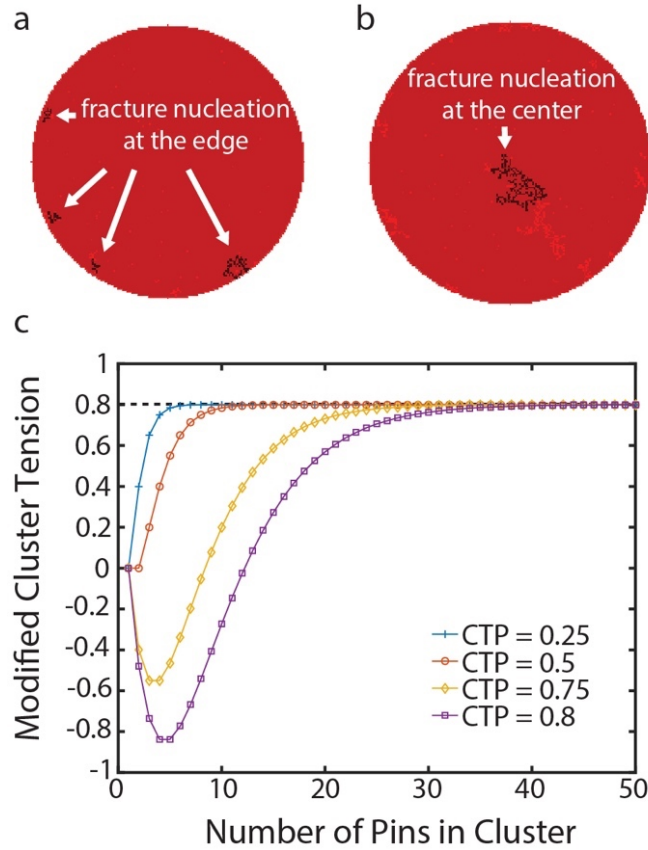 a
b
fracture nucleation
at the edge
fracture nucleation
at the center
c
Modified Cluster Tension
1
0.8
0.6
0.4
0.2
0
-0.2
-0.4
-0.6
-0.8
-1
CTP = 0.25
CTP = 0.5
CTP = 0.75
CTP = 0.8
0
10
20
30
40
50
Number of Pins in Cluster